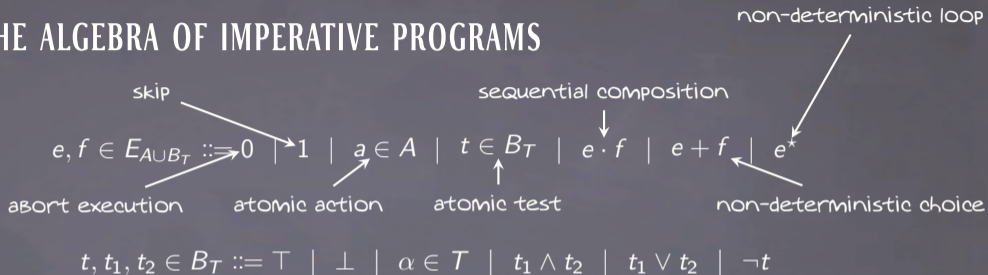 non-deterministic loop
HE ALGEBRA OF IMPERATIVE PROGRAMS
skip
sequential composition
e, f ∈ E_{A∪B_T} ::= 0 | 1 | a ∈ A | t ∈ B_T | e · f | e + f | e*
abort execution
atomic action
atomic test
non-deterministic choice
t, t₁, t₂ ∈ B_T ::= ⊤ | ⊥ | α ∈ T | t₁ ∧ t₂ | t₁ ∨ t₂ | ¬t